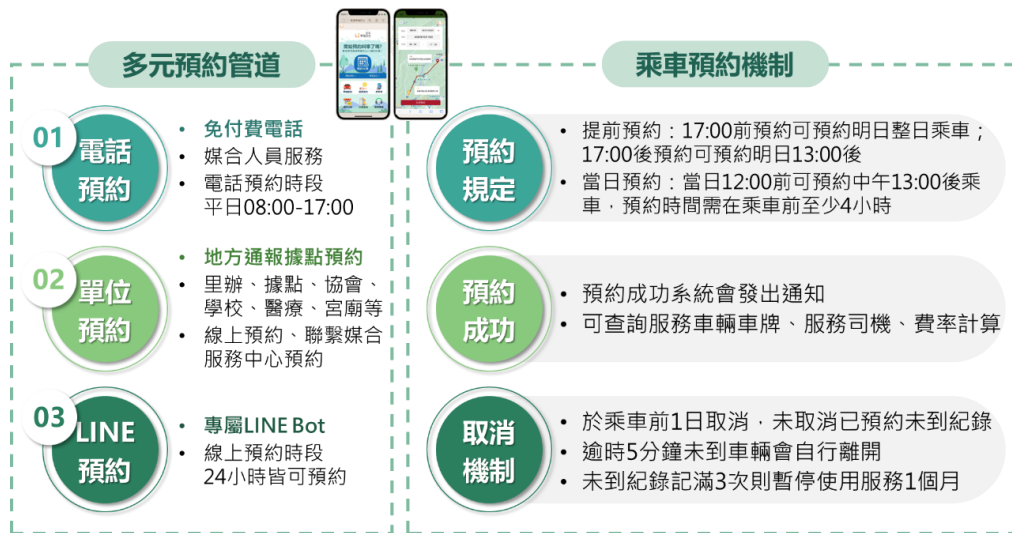 多元預約管道
01
電話
預約
• 免付費電話
• 媒合人員服務
• 電話預約時段
平日08:00-17:00
02
單位
預約
• 地方通報據點預約
• 里辦、據點、協會、
學校、醫療、宮廟等
• 線上預約、聯繫媒合
服務中心預約
03
LINE
預約
• 專屬LINE Bot
• 線上預約時段
24小時皆可預約
乘車預約機制
預約
規定
• 提前預約：17:00前預約可預約明日整日乘車；
17:00後預約可預約明日13:00後
• 當日預約：當日12:00前可預約中午13:00後乘
車，預約時間需在乘車前至少4小時
預約
成功
• 預約成功系統會發出通知
• 可查詢服務車輛車牌、服務司機、費率計算
取消
機制
• 於乘車前1日取消，未取消已預約未到紀錄
• 逾時5分鐘未到車輛會自行離開
• 未到紀錄記滿3次則暫停使用服務1個月